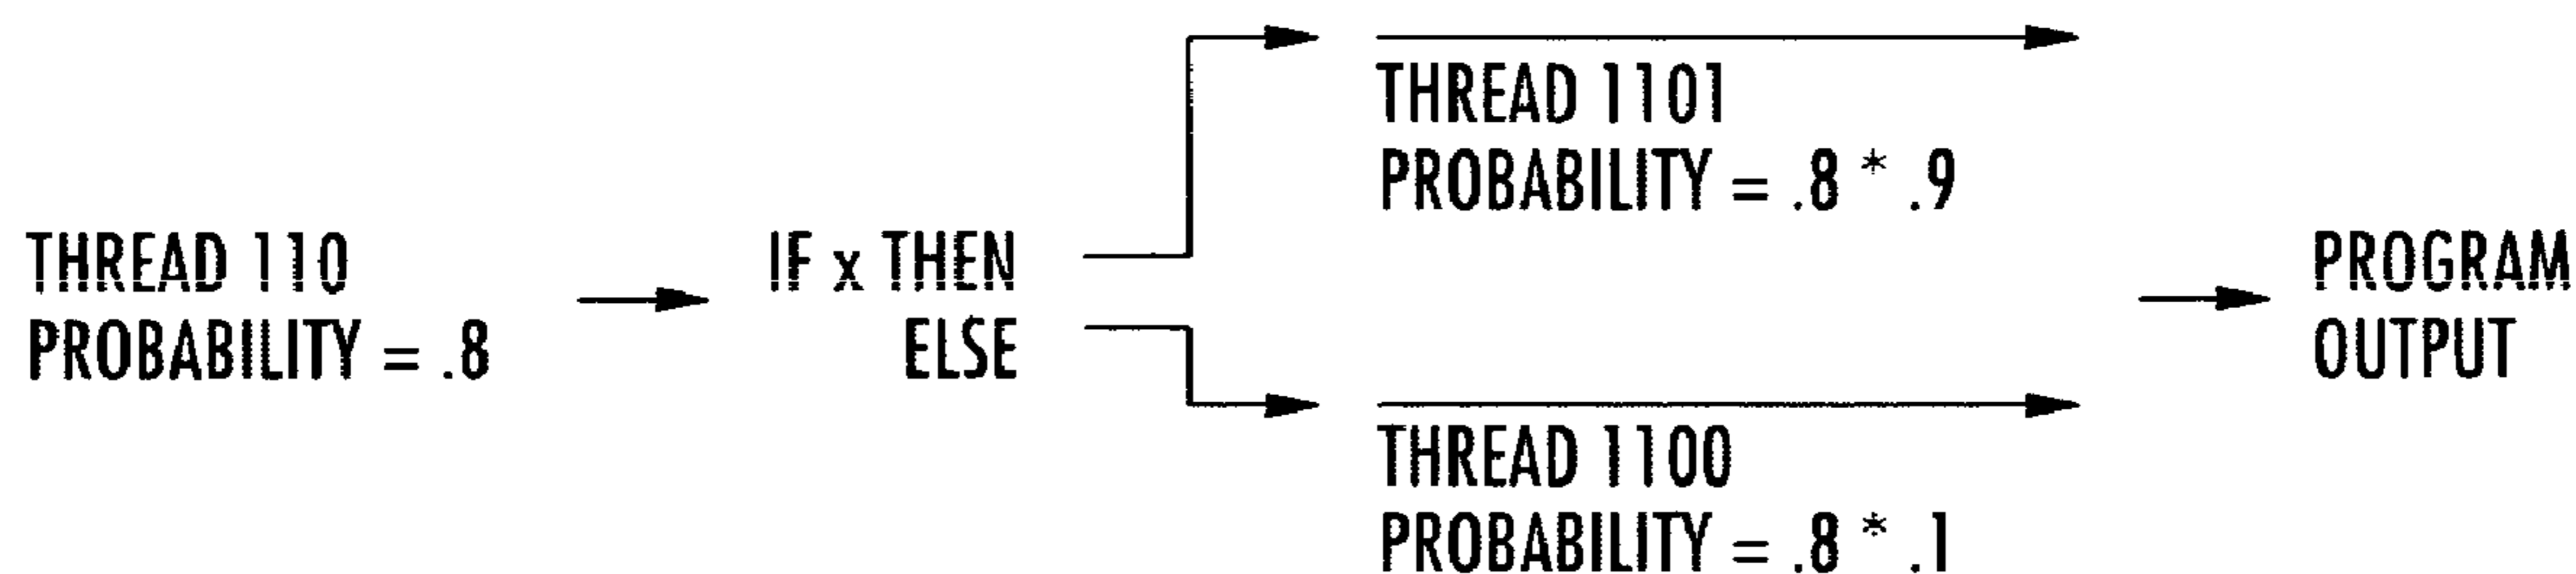 THREAD 110
PROBABILITY = .8
IF x THEN
ELSE
THREAD 1101
PROBABILITY = .8 * .9
THREAD 1100
PROBABILITY = .8 * .1
PROGRAM
OUTPUT